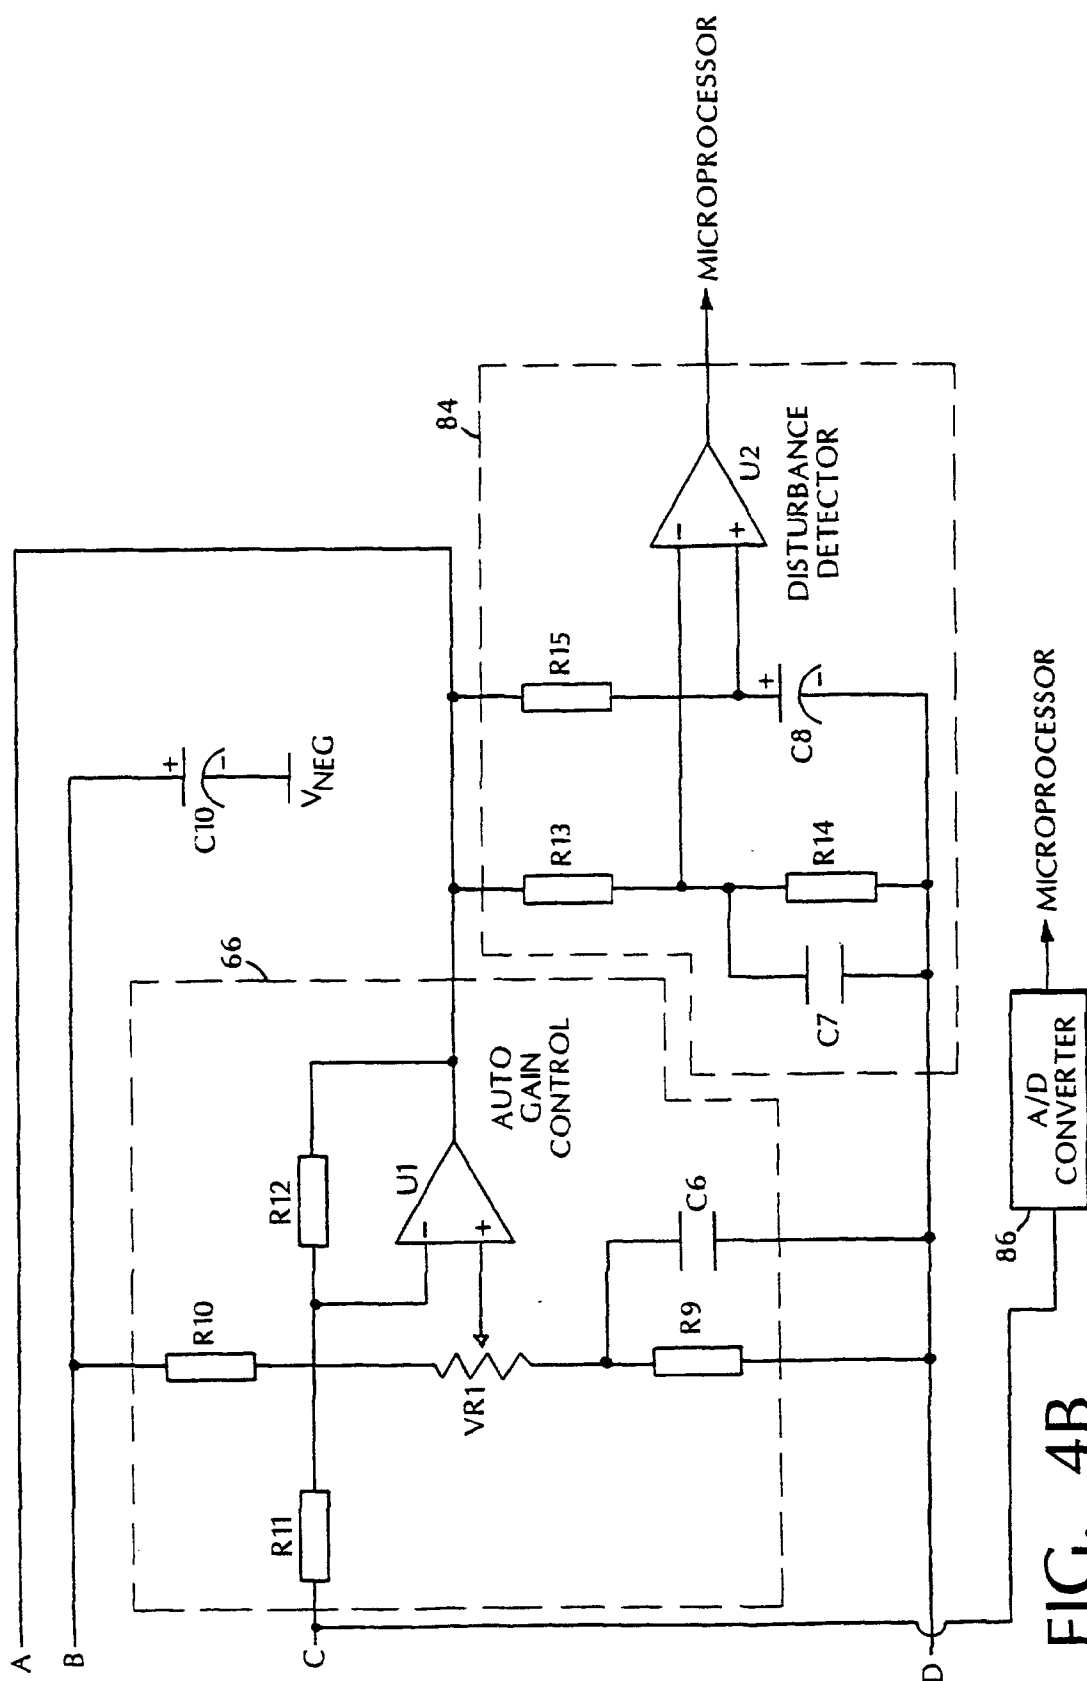 A
B
C
D
66
R10
R11
R12
U1
−
+
VR1
R9
C6
AUTO
GAIN
CONTROL
C10
+
−
VNEG
84
R13
R15
R14
C7
C8
+
−
−
+
U2
DISTURBANCE
DETECTOR
MICROPROCESSOR
86
A/D
CONVERTER
MICROPROCESSOR
FIG. 4B